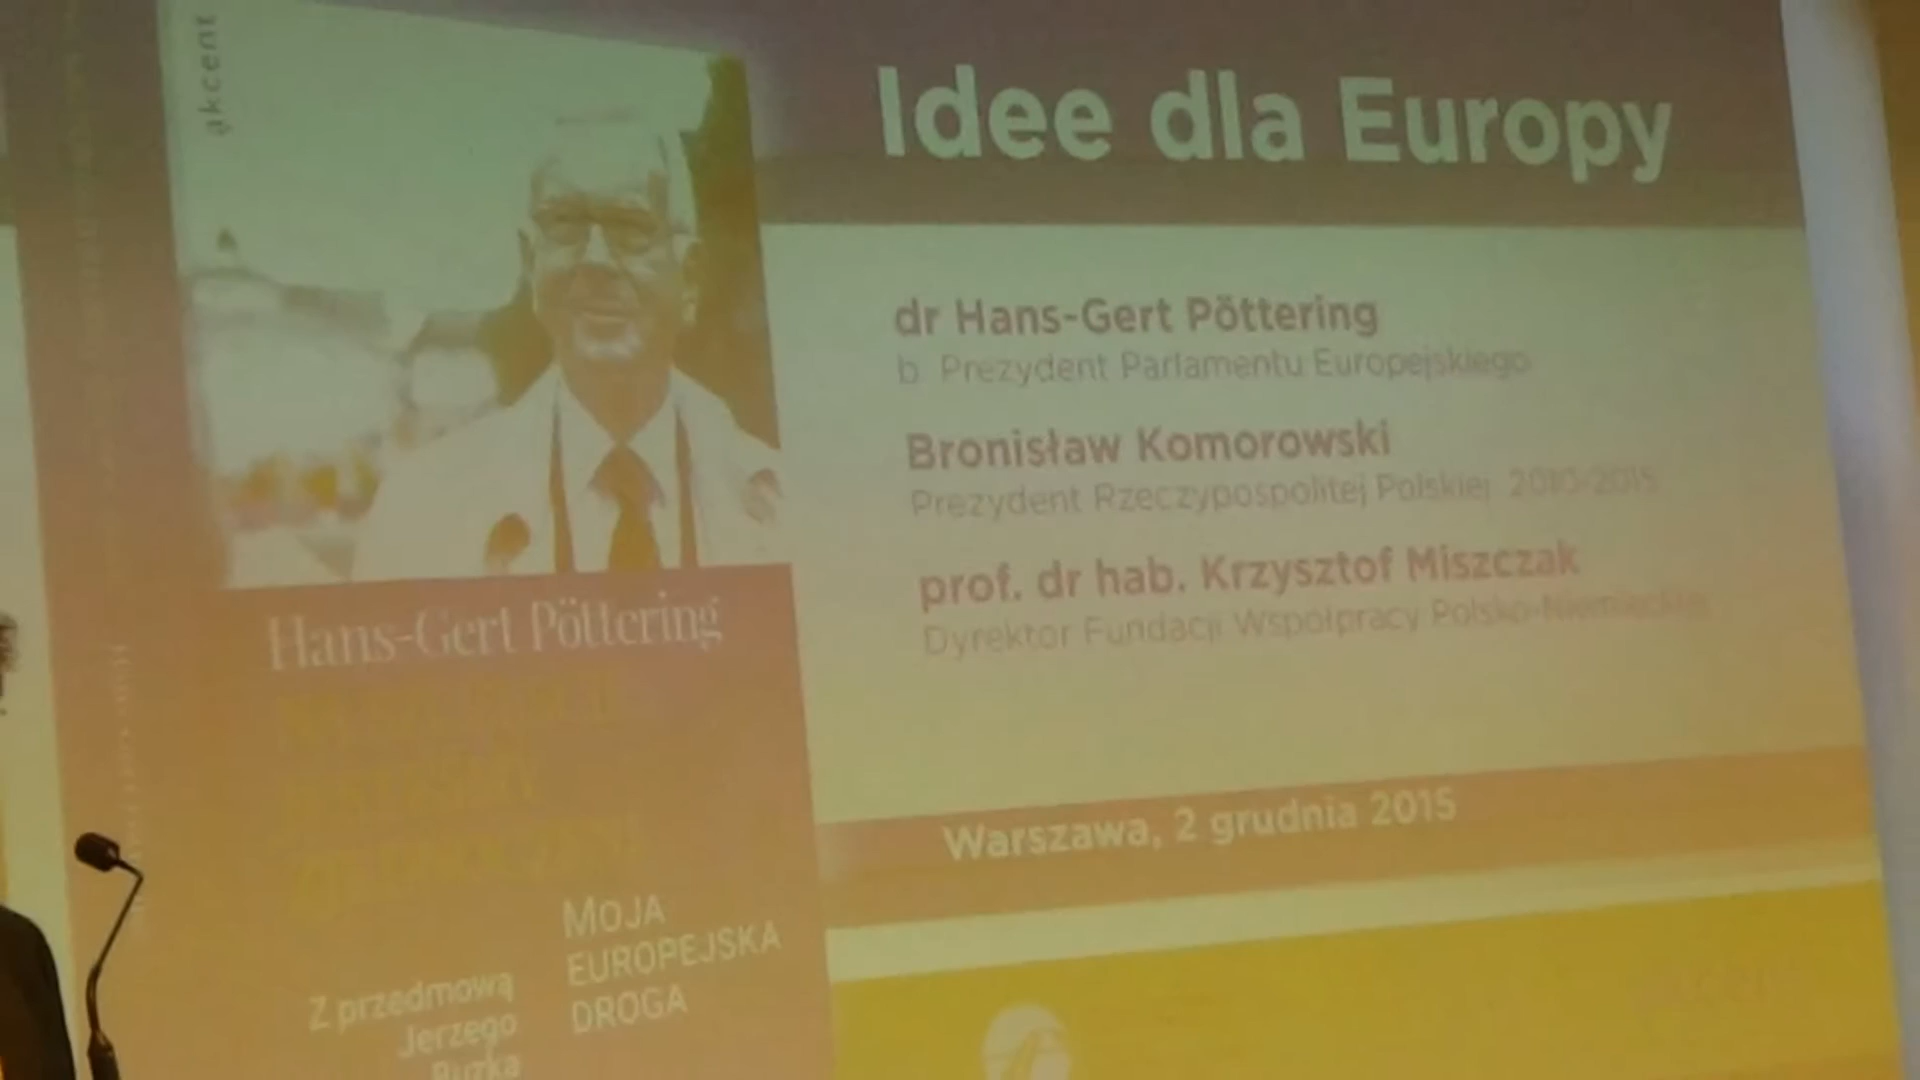 akcent
Hans-Gert Pöttering
Z przedmową
Jerzego
Buzka
MOJA
EUROPEJSKA
DROGA
Idee dla Europy
dr Hans-Gert Pöttering
b. Prezydent Parlamentu Europejskiego
Bronisław Komorowski
Prezydent Rzeczypospolitej Polskiej 2010-2015
prof. dr hab. Krzysztof Miszczak
Dyrektor Fundacji Współpracy Polsko-Niemieckiej
Warszawa, 2 grudnia 2015